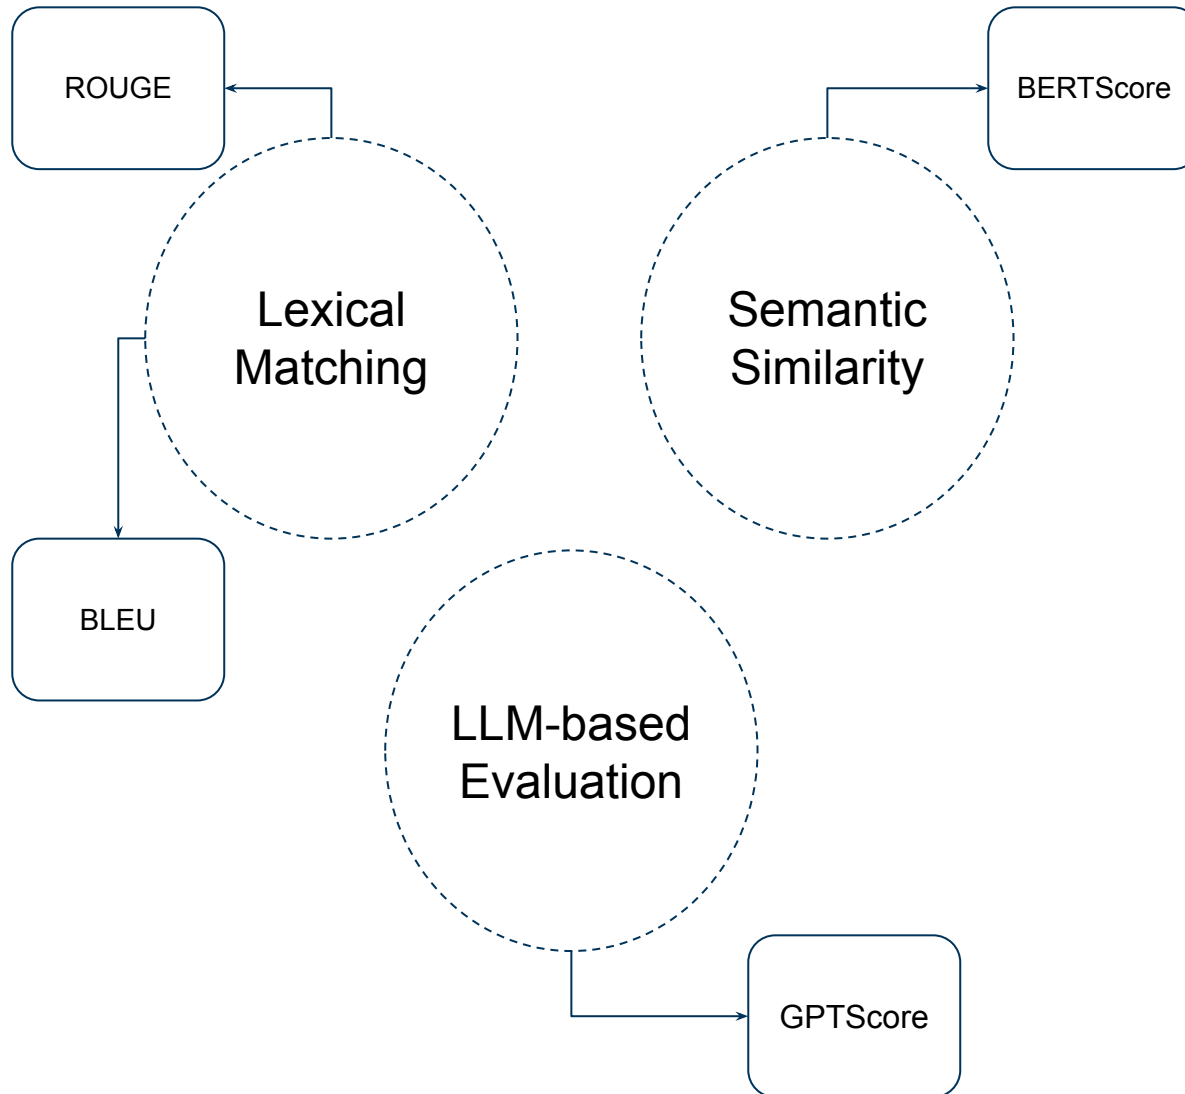 ROUGE
BERTScore
Lexical
Matching
Semantic
Similarity
BLEU
LLM-based
Evaluation
GPTScore